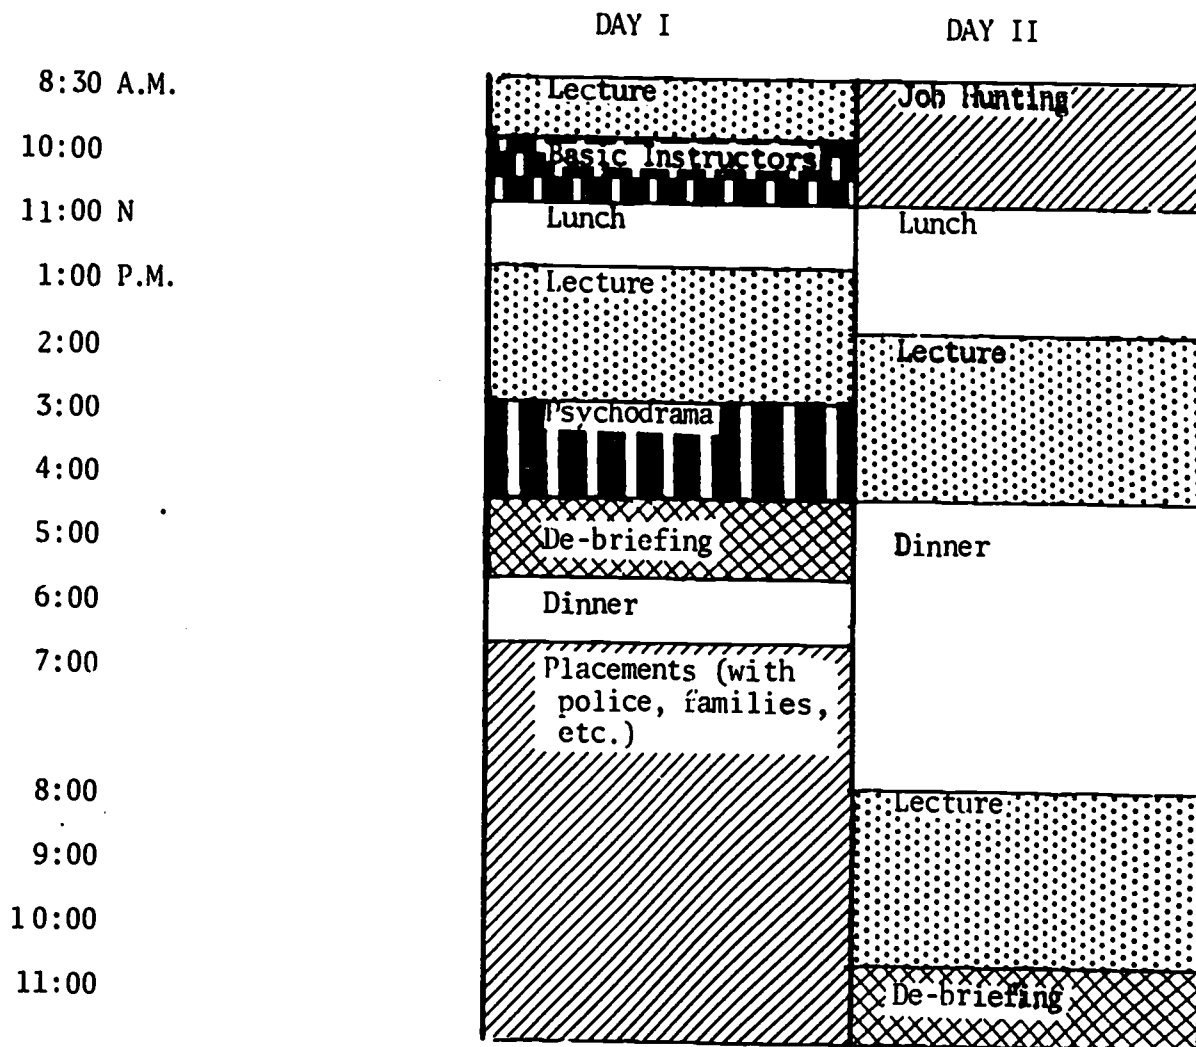 DAY I DAY II
8:30 A.M. Lecture Job Hunting
10:00 Basic Instructors
11:00 N Lunch Lunch
1:00 P.M. Lecture
2:00 Lecture
3:00 Psychodrama
4:00
5:00 De-briefing Dinner
6:00 Dinner
7:00 Placements (with
police, families,
etc.)
8:00 Lecture
9:00
10:00
11:00 De-briefing